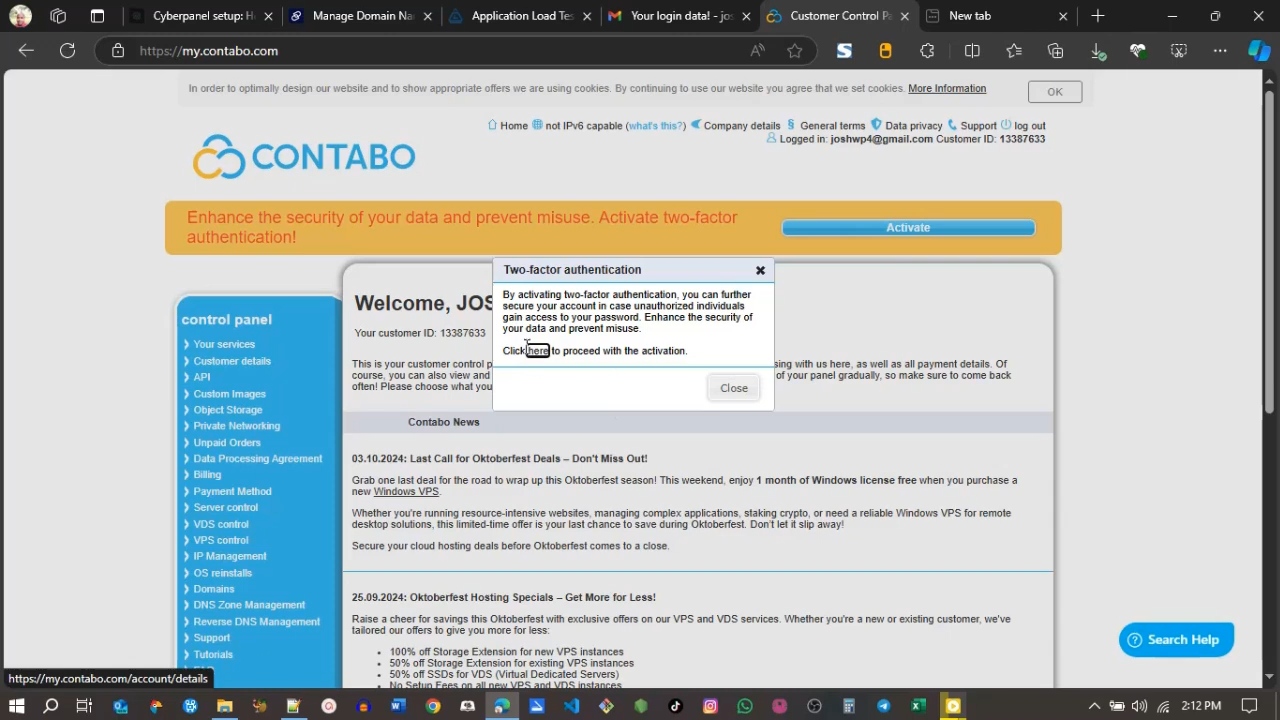 Cyberpanel setup: H
Manage Domain Na
Application Load Tes
Your login data! - jos
Customer Control Pa
New tab
https://my.contabo.com
In order to optimally design our website and to show appropriate offers we are using cookies. By continuing to use our website you agree that we set cookies. More Information
OK
Home not IPv6 capable (what's this?) Company details § General terms Data privacy Support log out
Logged in: joshwp4@gmail.com Customer ID: 13387633
CONTABO
Enhance the security of your data and prevent misuse. Activate two-factor
authentication!
Activate
Two-factor authentication
By activating two-factor authentication, you can further
secure your account in case unauthorized individuals
gain access to your password. Enhance the security of
your data and prevent misuse.
Click here to proceed with the activation.
Close
control panel
Your services
Customer details
API
Custom Images
Object Storage
Private Networking
Unpaid Orders
Data Processing Agreement
Billing
Payment Method
Server control
VDS control
VPS control
IP Management
OS reinstalls
Domains
DNS Zone Management
Reverse DNS Management
Support
Tutorials
Welcome, JOS
Your customer ID: 13387633
This is your customer control p sing with us here, as well as all payment details. Of
course, you can also view and of your panel gradually, so make sure to come back
often! Please choose what you
Contabo News
03.10.2024: Last Call for Oktoberfest Deals – Don't Miss Out!
Grab one last deal for the road to wrap up this Oktoberfest season! This weekend, enjoy 1 month of Windows license free when you purchase a
new Windows VPS.
Whether you're running resource-intensive websites, managing complex applications, staking crypto, or need a reliable Windows VPS for remote
desktop solutions, this limited-time offer is your last chance to save during Oktoberfest. Don't let it slip away!
Secure your cloud hosting deals before Oktoberfest comes to a close.
25.09.2024: Oktoberfest Hosting Specials – Get More for Less!
Raise a cheer for savings this Oktoberfest with exclusive offers on our VPS and VDS services. Whether you're a new or existing customer, we've
tailored our offers to give you more for less:
100% off Storage Extension for new VPS instances
50% off Storage Extension for existing VPS instances
50% off SSDs for VDS (Virtual Dedicated Servers)
No Setup Fees on all new VPS and VDS instances
Search Help
https://my.contabo.com/account/details
2:12 PM